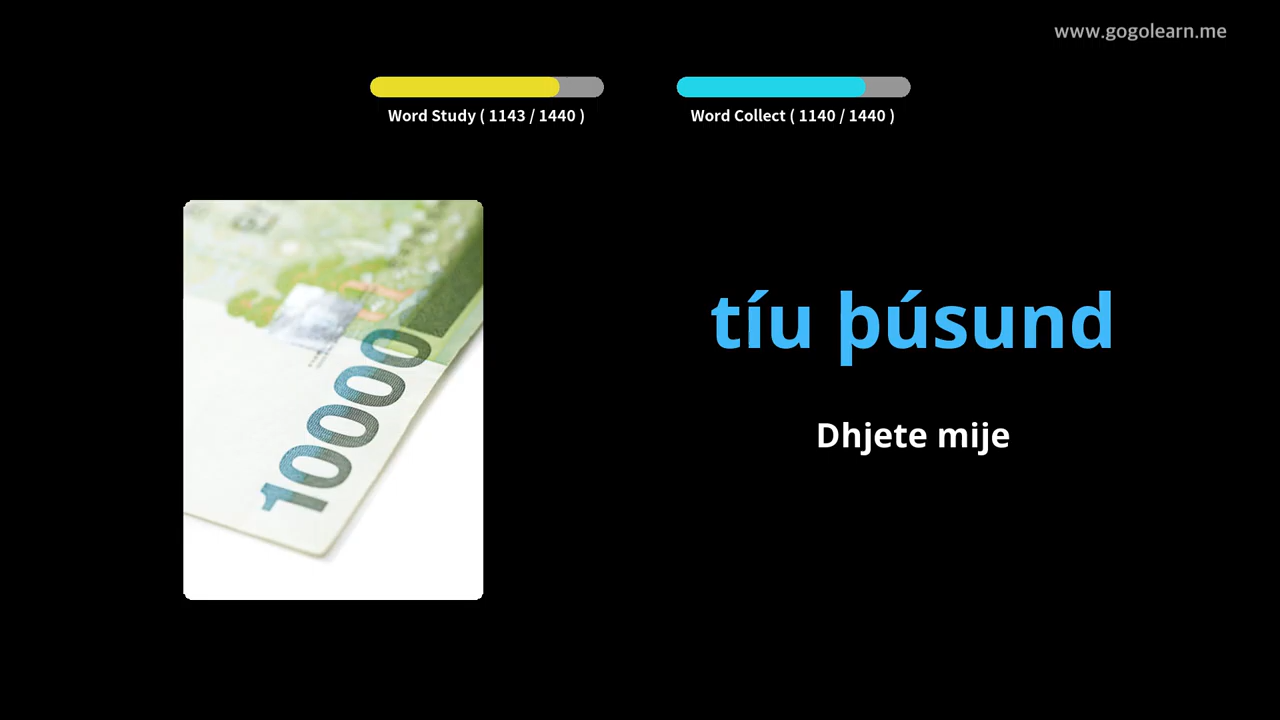 www.gogolearn.me
Word Study ( 1143 / 1440 )
Word Collect ( 1140 / 1440 )
10000
tíu þúsund
Dhjete mije